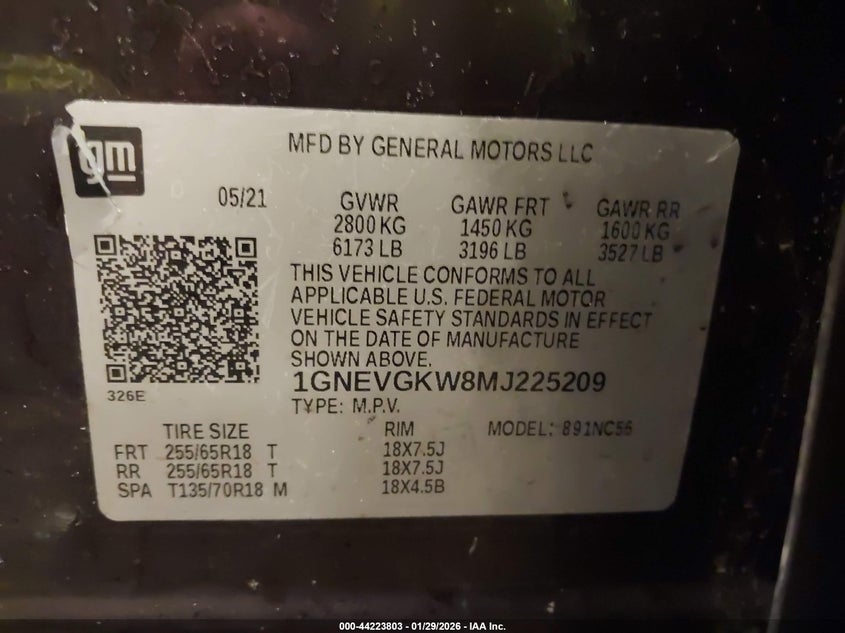 gm
MFD BY GENERAL MOTORS LLC
05/21 GVWR GAWR FRT GAWR RR
2800 KG 1450 KG 1600 KG
6173 LB 3196 LB 3527 LB
THIS VEHICLE CONFORMS TO ALL
APPLICABLE U.S. FEDERAL MOTOR
VEHICLE SAFETY STANDARDS IN EFFECT
ON THE DATE OF MANUFACTURE
SHOWN ABOVE.
1GNEVGKW8MJ225209
326E
TYPE: M.P.V.
TIRE SIZE RIM MODEL: 891NC56
FRT 255/65R18 T 18X7.5J
RR 255/65R18 T 18X7.5J
SPA T135/70R18 M 18X4.5B
000-44223803 - 01/29/2026 - IAA Inc.